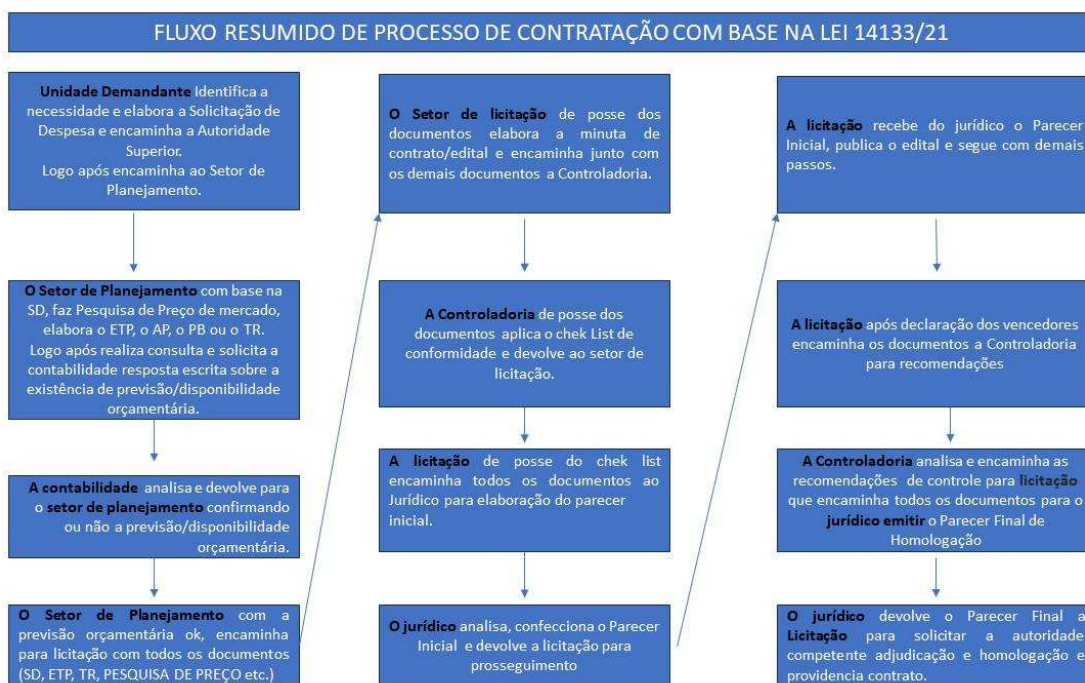 FLUXO RESUMIDO DE PROCESSO DE CONTRATAÇÃO COM BASE NA LEI 14133/21
Unidade Demandante Identifica a
necessidade e elabora a Solicitação de
Despesa e encaminha a Autoridade
Superior.
Logo após encaminha ao Setor de
Planejamento.
O Setor de Planejamento com base na
SD, faz Pesquisa de Preço de mercado,
elabora o ETP, o AP, o PB ou o TR.
Logo após realiza consulta e solicita a
contabilidade resposta escrita sobre a
existência de previsão/disponibilidade
orçamentária.
A contabilidade analisa e devolve para
o setor de planejamento confirmando
ou não a previsão/disponibilidade
orçamentária.
O Setor de Planejamento com a
previsão orçamentária ok, encaminha
para licitação com todos os documentos
(SD, ETP, TR, PESQUISA DE PREÇO etc.)
O Setor de licitação de posse dos
documentos elabora a minuta de
contrato/edital e encaminha junto com
os demais documentos a Controladoria.
A Controladoria de posse dos
documentos aplica o chek List de
conformidade e devolve ao setor de
licitação.
A licitação de posse do chek list
encaminha todos os documentos ao
Jurídico para elaboração do parecer
inicial.
O jurídico analisa, confecciona o Parecer
Inicial e devolve a licitação para
prosseguimento
A licitação recebe do jurídico o Parecer
Inicial, publica o edital e segue com demais
passos.
A licitação após declaração dos vencedores
encaminha os documentos a Controladoria
para recomendações
A Controladoria analisa e encaminha as
recomendações de controle para licitação
que encaminha todos os documentos para o
jurídico emitir o Parecer Final de
Homologação
O jurídico devolve o Parecer Final a
Licitação para solicitar a autoridade
competente adjudicação e homologação e
providencia contrato.